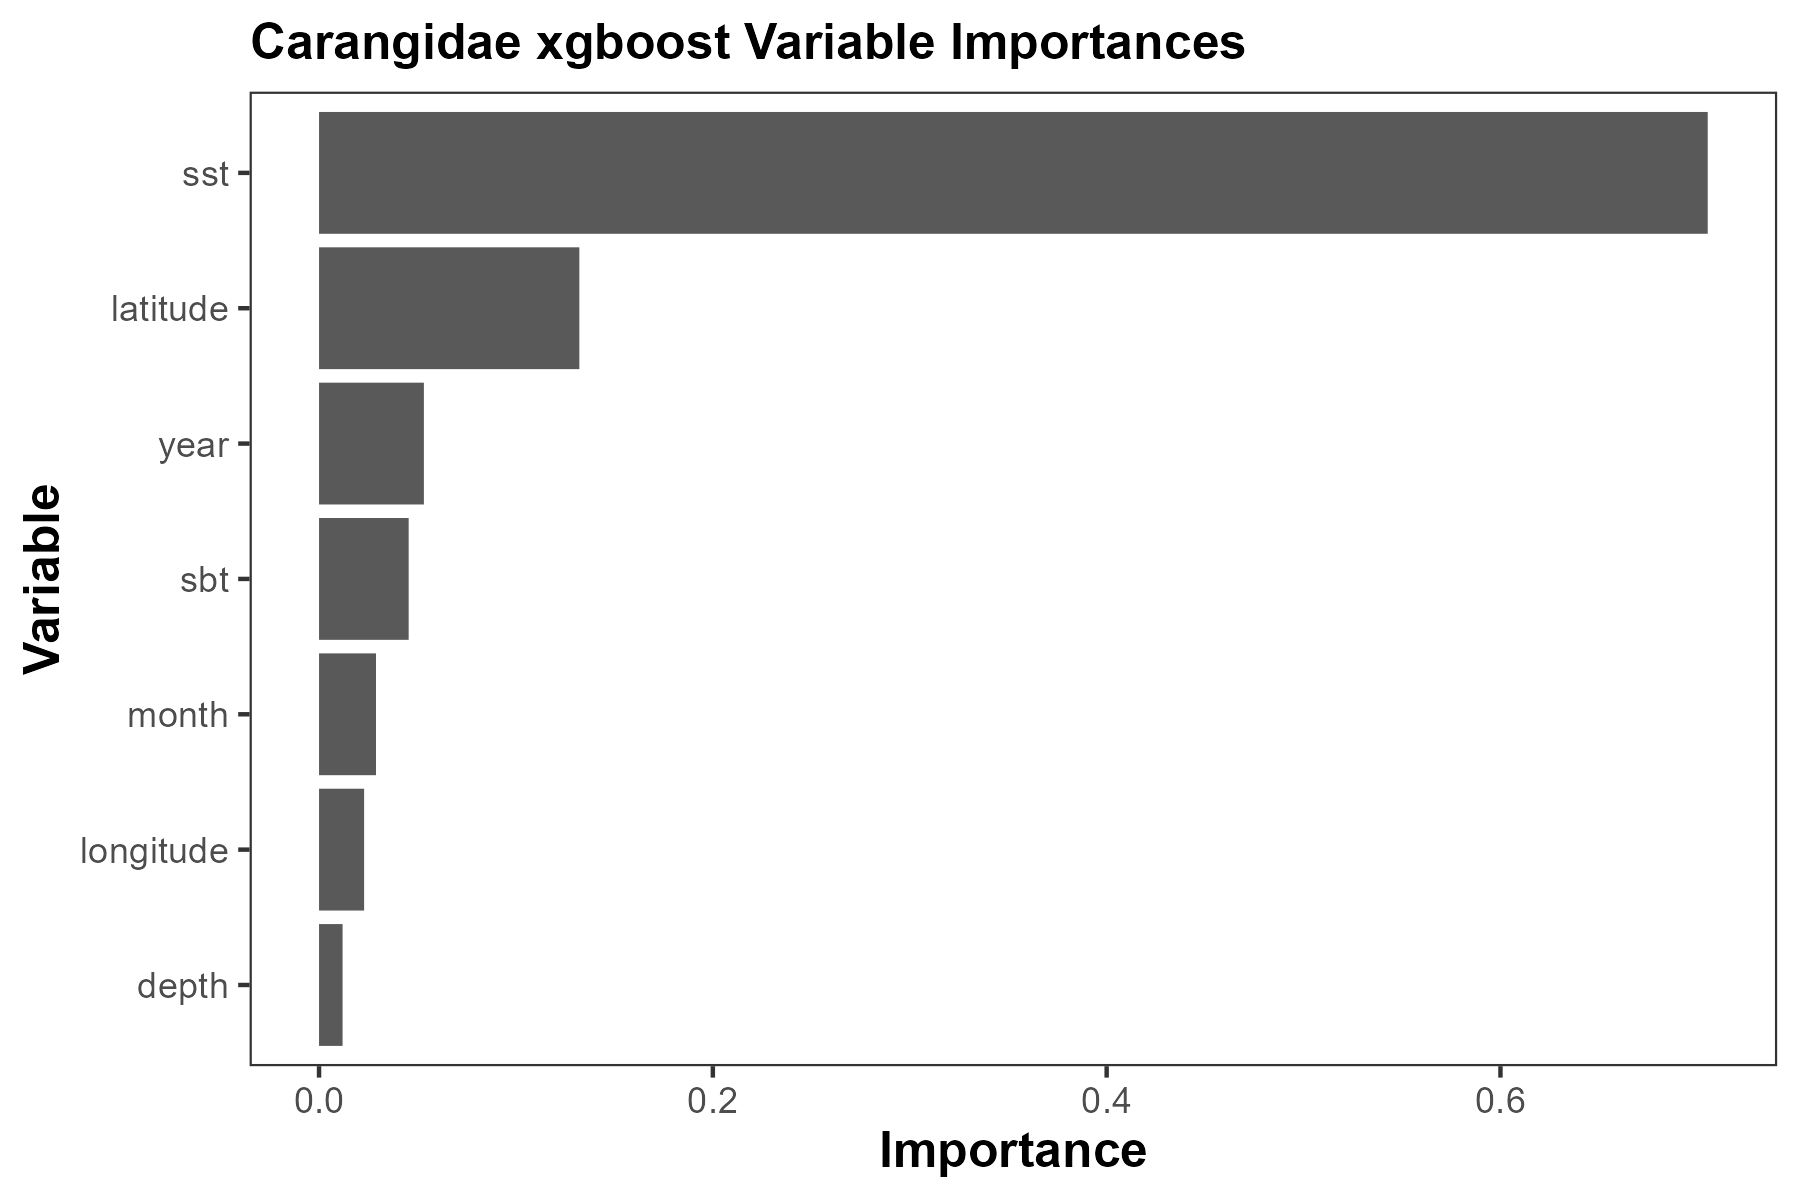 Carangidae xgboost Variable Importances
Variable
sst
latitude
year
sbt
month
longitude
depth
0.0 0.2 0.4 0.6
Importance